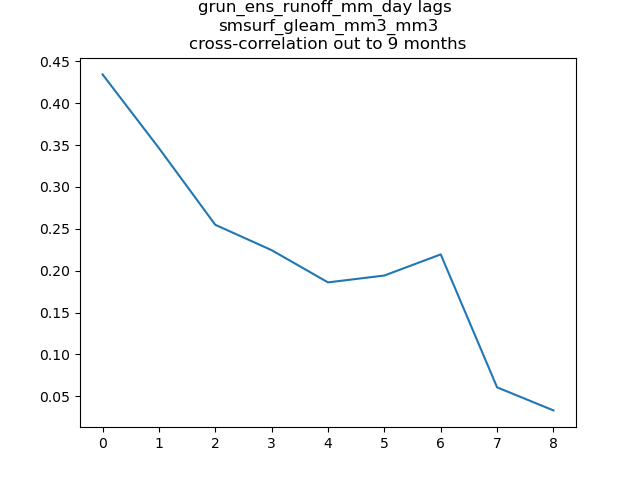 grun_ens_runoff_mm_day lags
smsurf_gleam_mm3_mm3
cross-correlation out to 9 months
0.45
0.40
0.35
0.30
0.25
0.20
0.15
0.10
0.05
0 1 2 3 4 5 6 7 8